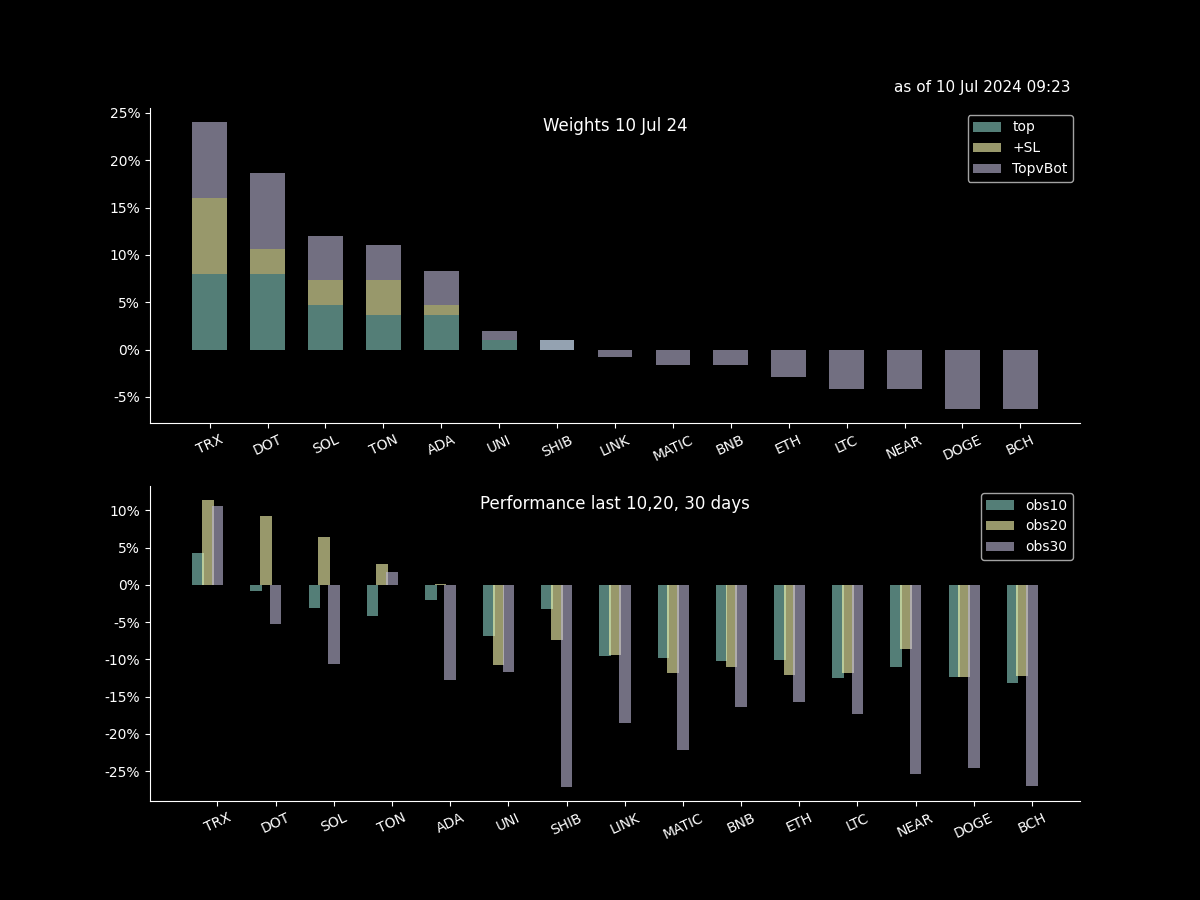 as of 10 Jul 2024 09:23
Weights 10 Jul 24
top
+SL
TopvBot
25%
20%
15%
10%
5%
0%
-5%
TRX DOT SOL TON ADA UNI SHIB LINK MATIC BNB ETH LTC NEAR DOGE BCH
Performance last 10,20, 30 days
obs10
obs20
obs30
10%
5%
0%
-5%
-10%
-15%
-20%
-25%
TRX DOT SOL TON ADA UNI SHIB LINK MATIC BNB ETH LTC NEAR DOGE BCH